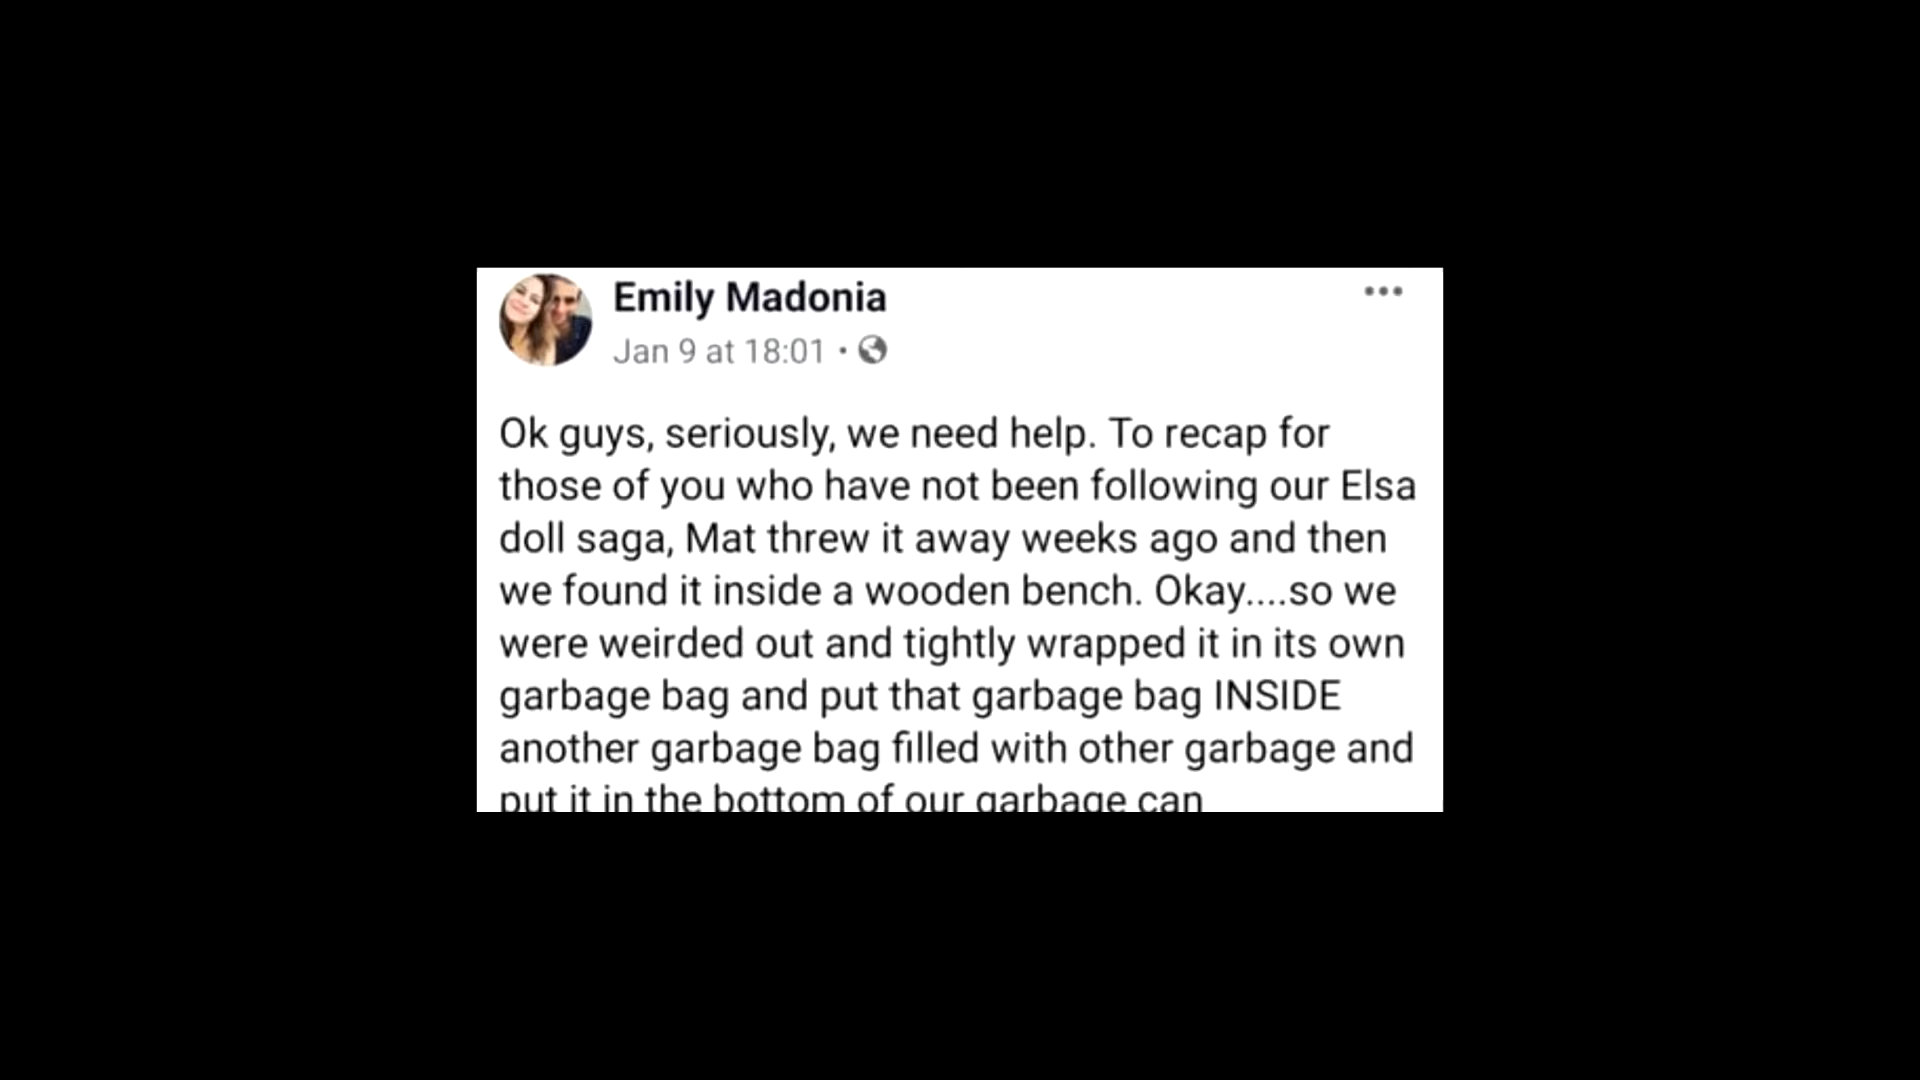 Emily Madonia
Jan 9 at 18:01 •
Ok guys, seriously, we need help. To recap for
those of you who have not been following our Elsa
doll saga, Mat threw it away weeks ago and then
we found it inside a wooden bench. Okay....so we
were weirded out and tightly wrapped it in its own
garbage bag and put that garbage bag INSIDE
another garbage bag filled with other garbage and
put it in the bottom of our garbage can